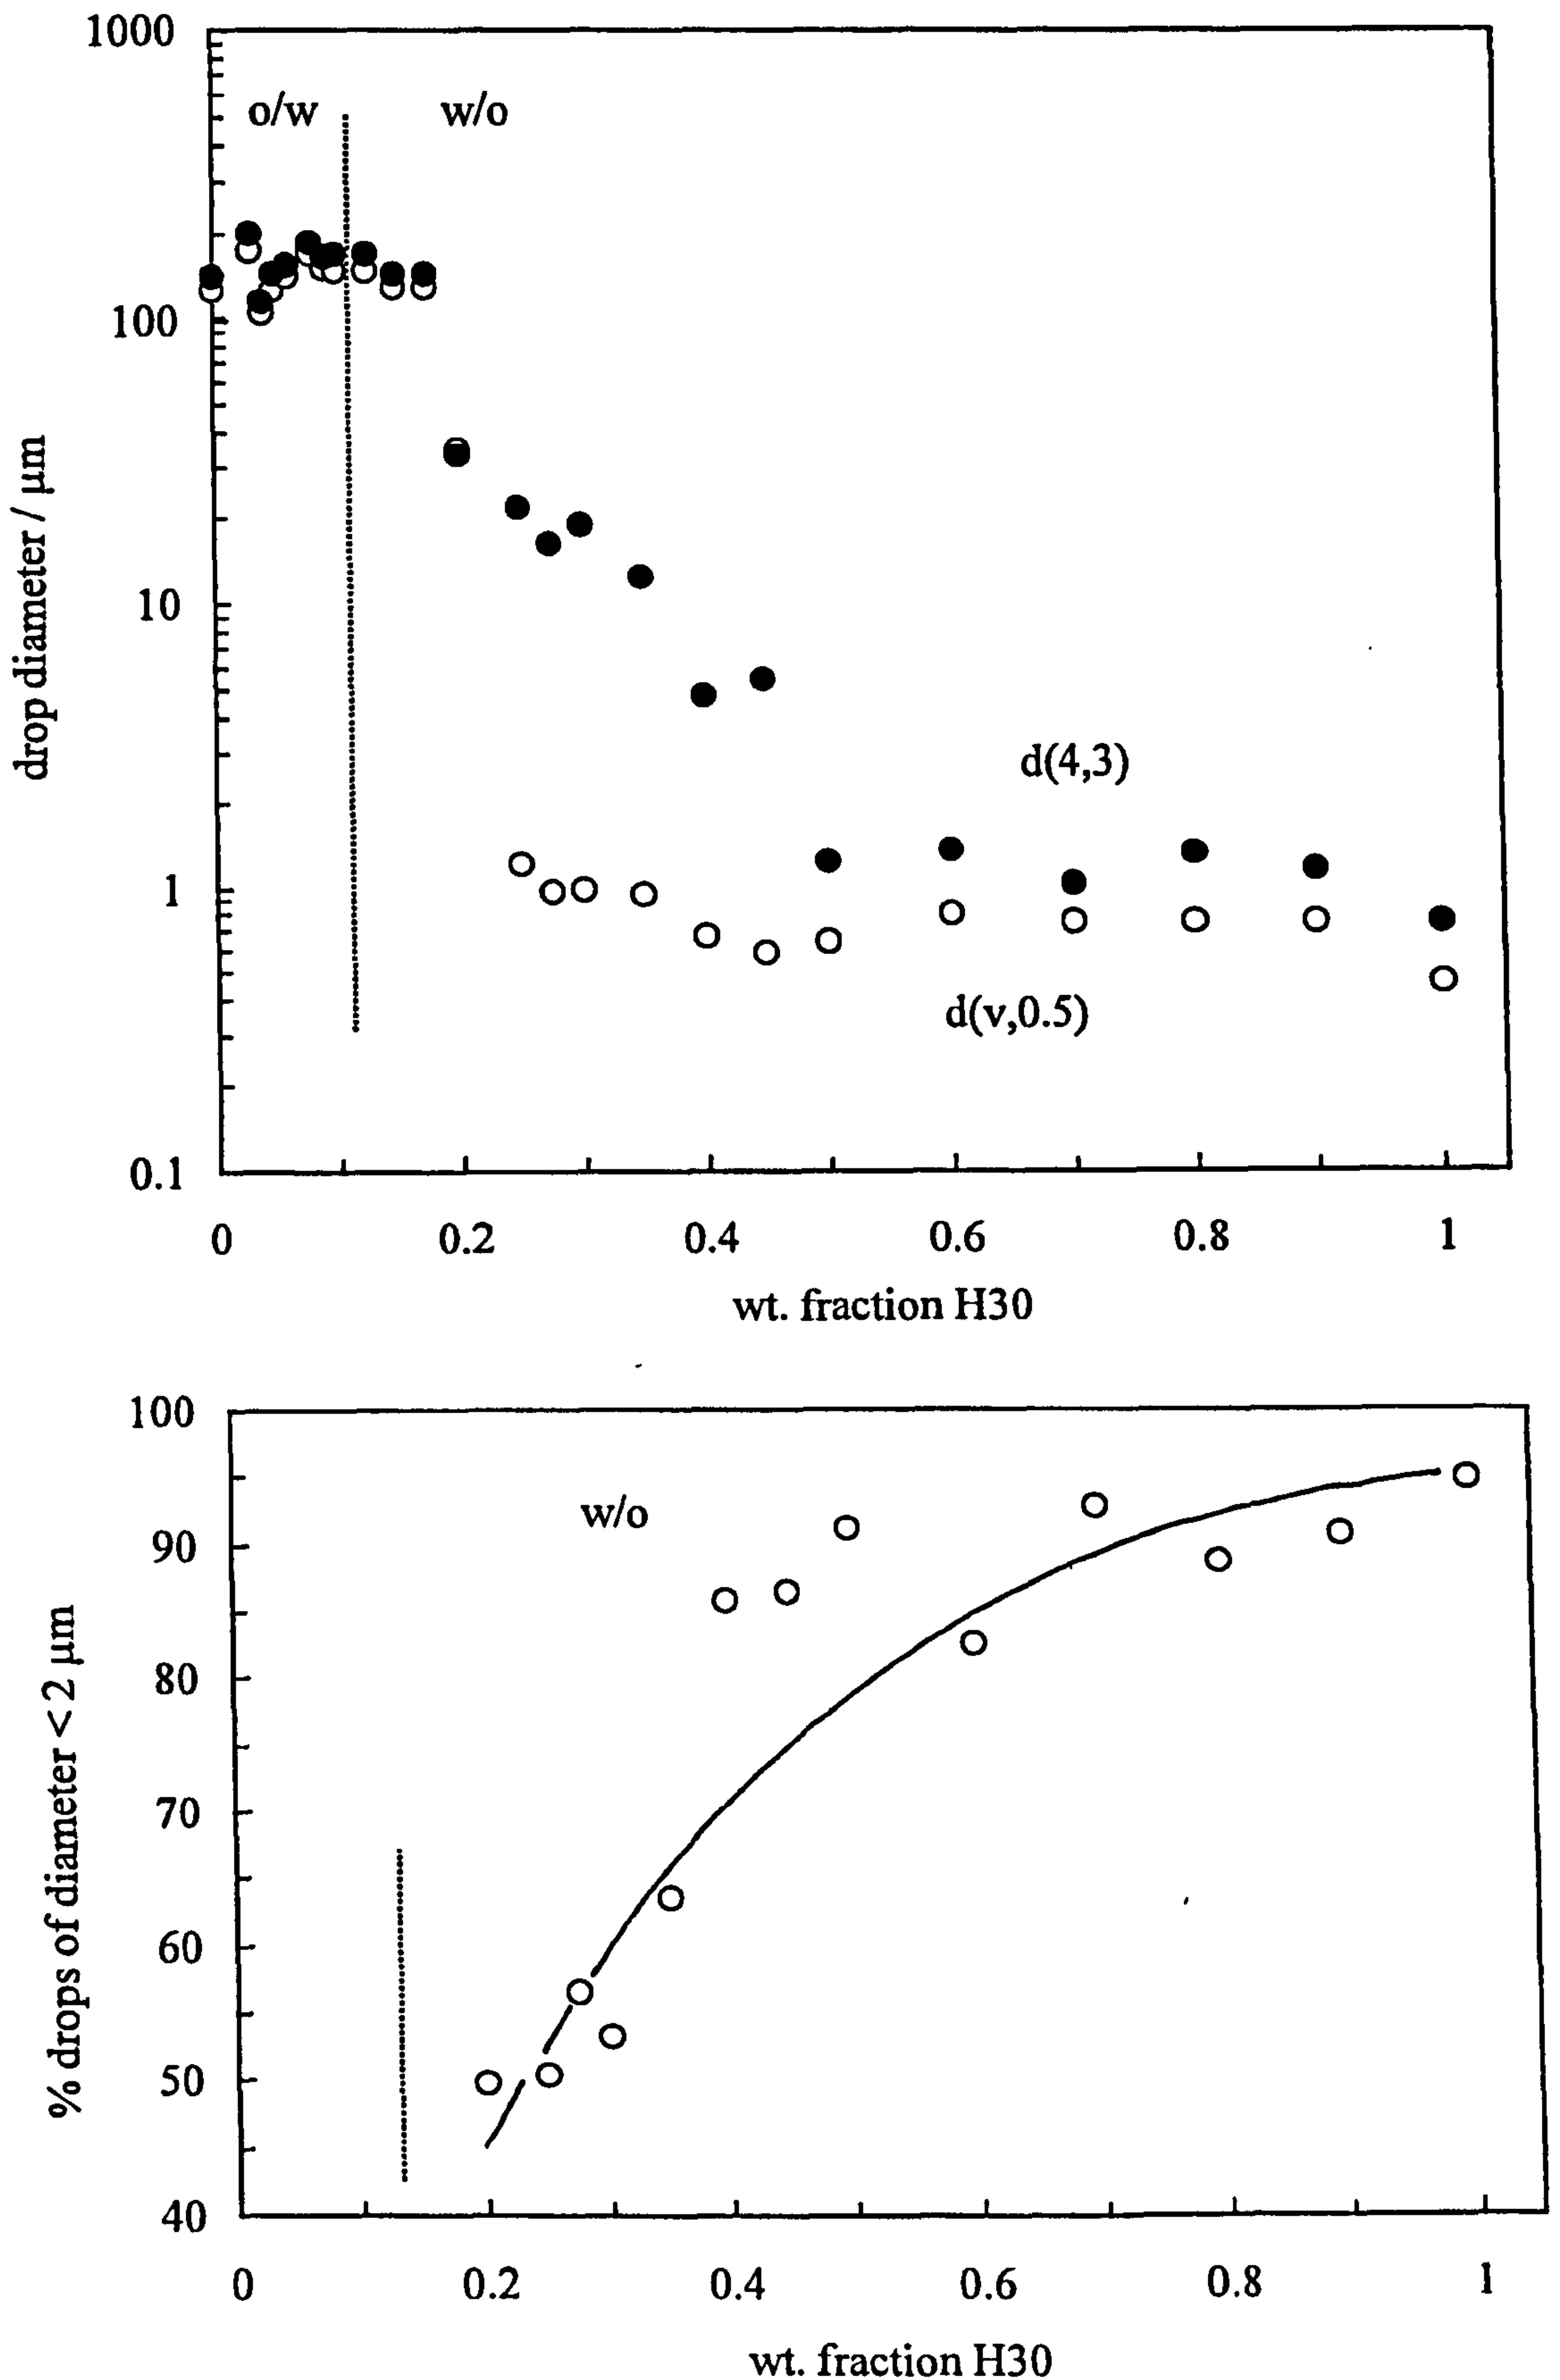 1000
o/w w/o
100
10
1
0.1
drop diameter / µm
d(4,3)
d(v,0.5)
0 0.2 0.4 0.6 0.8 1
wt. fraction H30
100
90
80
70
60
50
40
% drops of diameter < 2 µm
w/o
0 0.2 0.4 0.6 0.8 1
wt. fraction H30